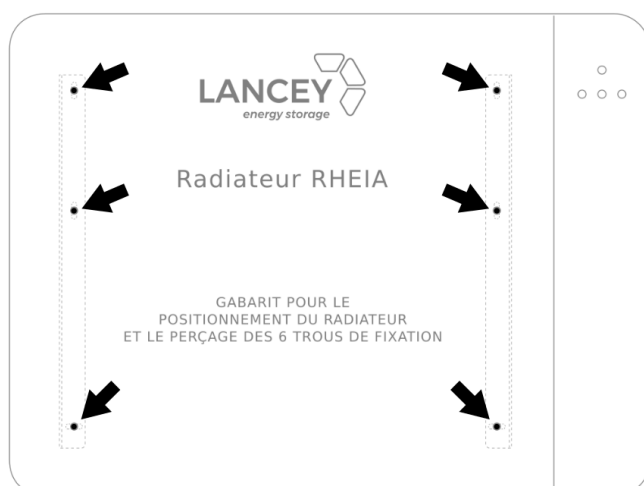 LANCEY
energy storage
Radiateur RHEIA
GABARIT POUR LE
POSITIONNEMENT DU RADIATEUR
ET LE PERÇAGE DES 6 TROUS DE FIXATION